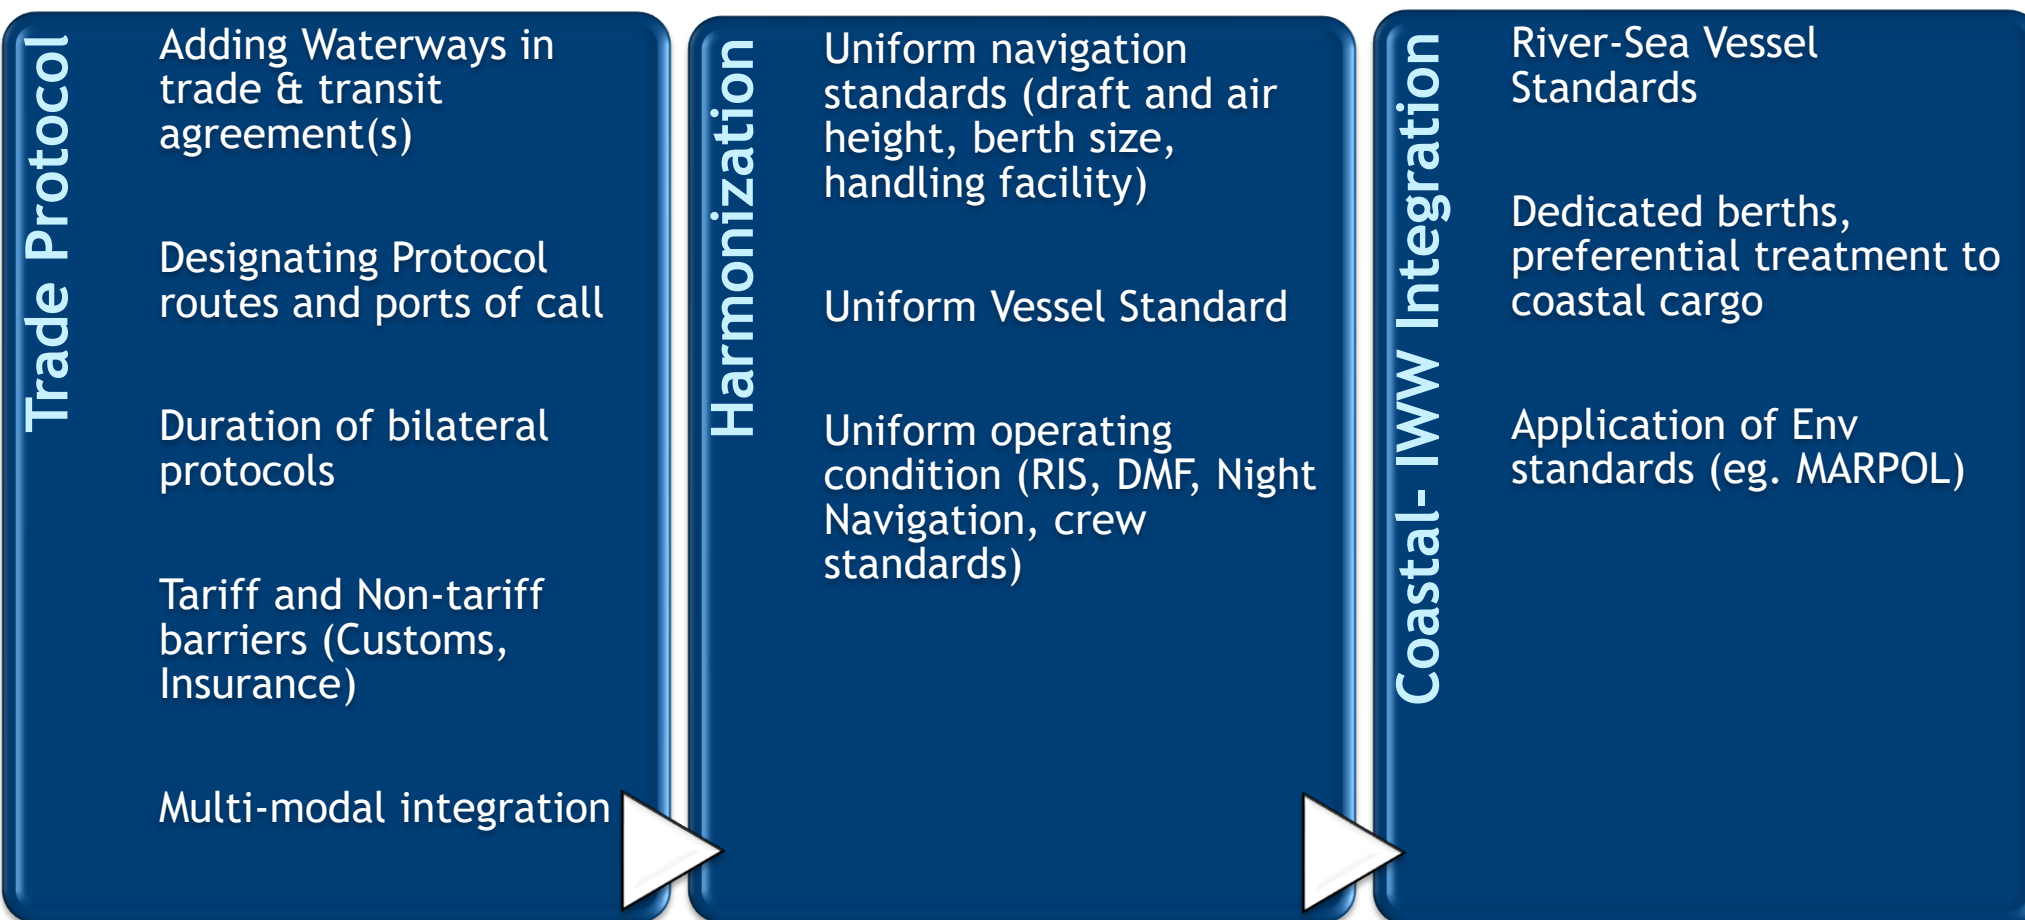 Trade Protocol
Adding Waterways in
trade & transit
agreement(s)
Designating Protocol
routes and ports of call
Duration of bilateral
protocols
Tariff and Non-tariff
barriers (Customs,
Insurance)
Multi-modal integration
Harmonization
Uniform navigation
standards (draft and air
height, berth size,
handling facility)
Uniform Vessel Standard
Uniform operating
condition (RIS, DMF, Night
Navigation, crew
standards)
Coastal- IWW Integration
River-Sea Vessel
Standards
Dedicated berths,
preferential treatment to
coastal cargo
Application of Env
standards (eg. MARPOL)